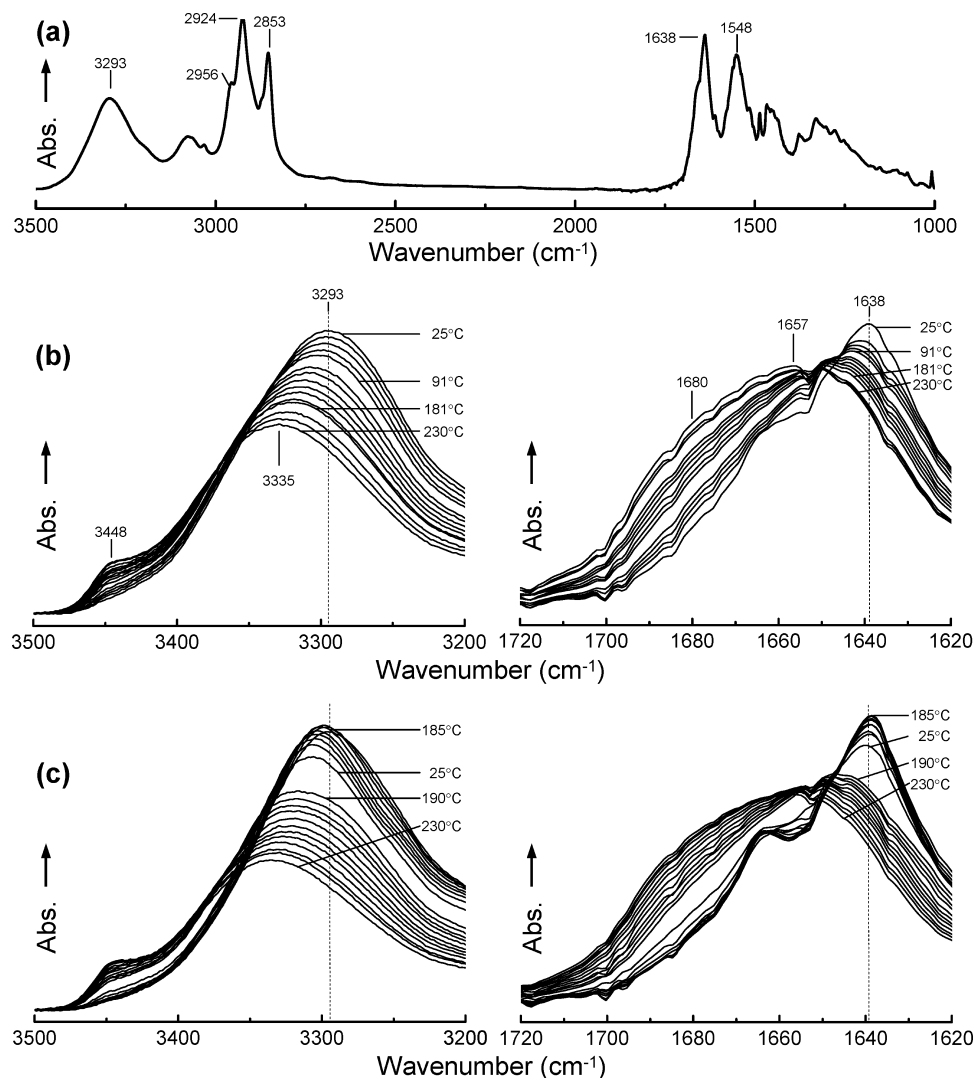 (a)
3293
2956
2924
2853
1638
1548
Abs.
3500 3000 2500 2000 1500 1000
Wavenumber (cm-1)
(b)
3293
25°C
91°C
181°C
230°C
3335
3448
Abs.
3500 3400 3300 3200
1638
1657
1680
25°C
91°C
181°C
230°C
Abs.
1720 1700 1680 1660 1640 1620
Wavenumber (cm-1)
(c)
185°C
25°C
190°C
230°C
Abs.
3500 3400 3300 3200
185°C
25°C
190°C
230°C
Abs.
1720 1700 1680 1660 1640 1620
Wavenumber (cm-1)